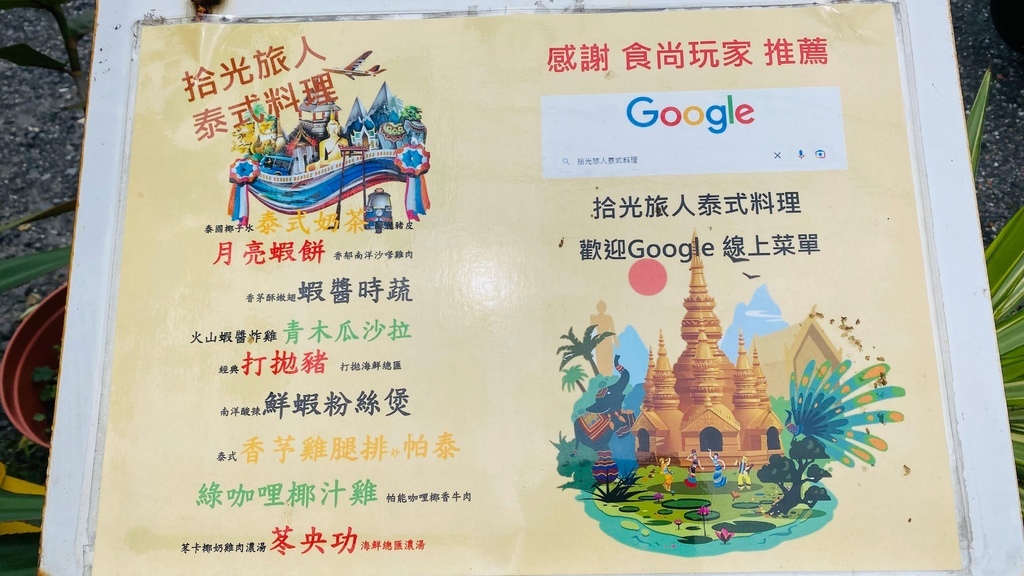 拾光旅人
泰式料理
泰國椰子水 泰式奶茶 豬皮
月亮蝦餅 香郁南洋沙嗲雞肉
香茅酥嫩翅 蝦醬時蔬
火山蝦醬炸雞 青木瓜沙拉
經典 打拋豬 打拋海鮮總匯
南洋酸辣 鮮蝦粉絲煲
泰式 香芋雞腿排 炒 帕泰
綠咖哩椰汁雞 帕能咖哩椰香牛肉
苳卡椰奶雞肉濃湯 苳央功 海鮮總匯濃湯
感謝 食尚玩家 推薦
Google
拾光旅人泰式料理
拾光旅人泰式料理
歡迎Google 線上菜單